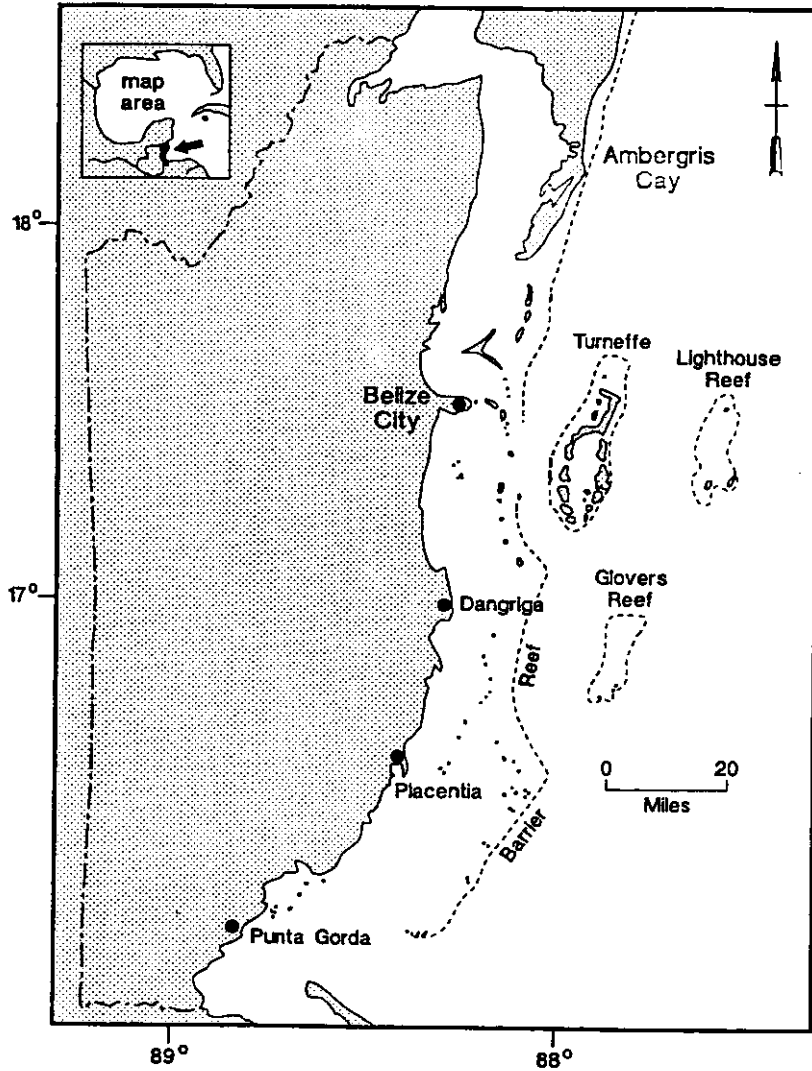 map
area
Ambergris
Cay
18°
Turneffe
Lighthouse
Reef
Belize
City
17°
Dangriga
Glovers
Reef
Reef
0 20
Miles
Placentia
Barrier
Punta Gorda
89° 88°